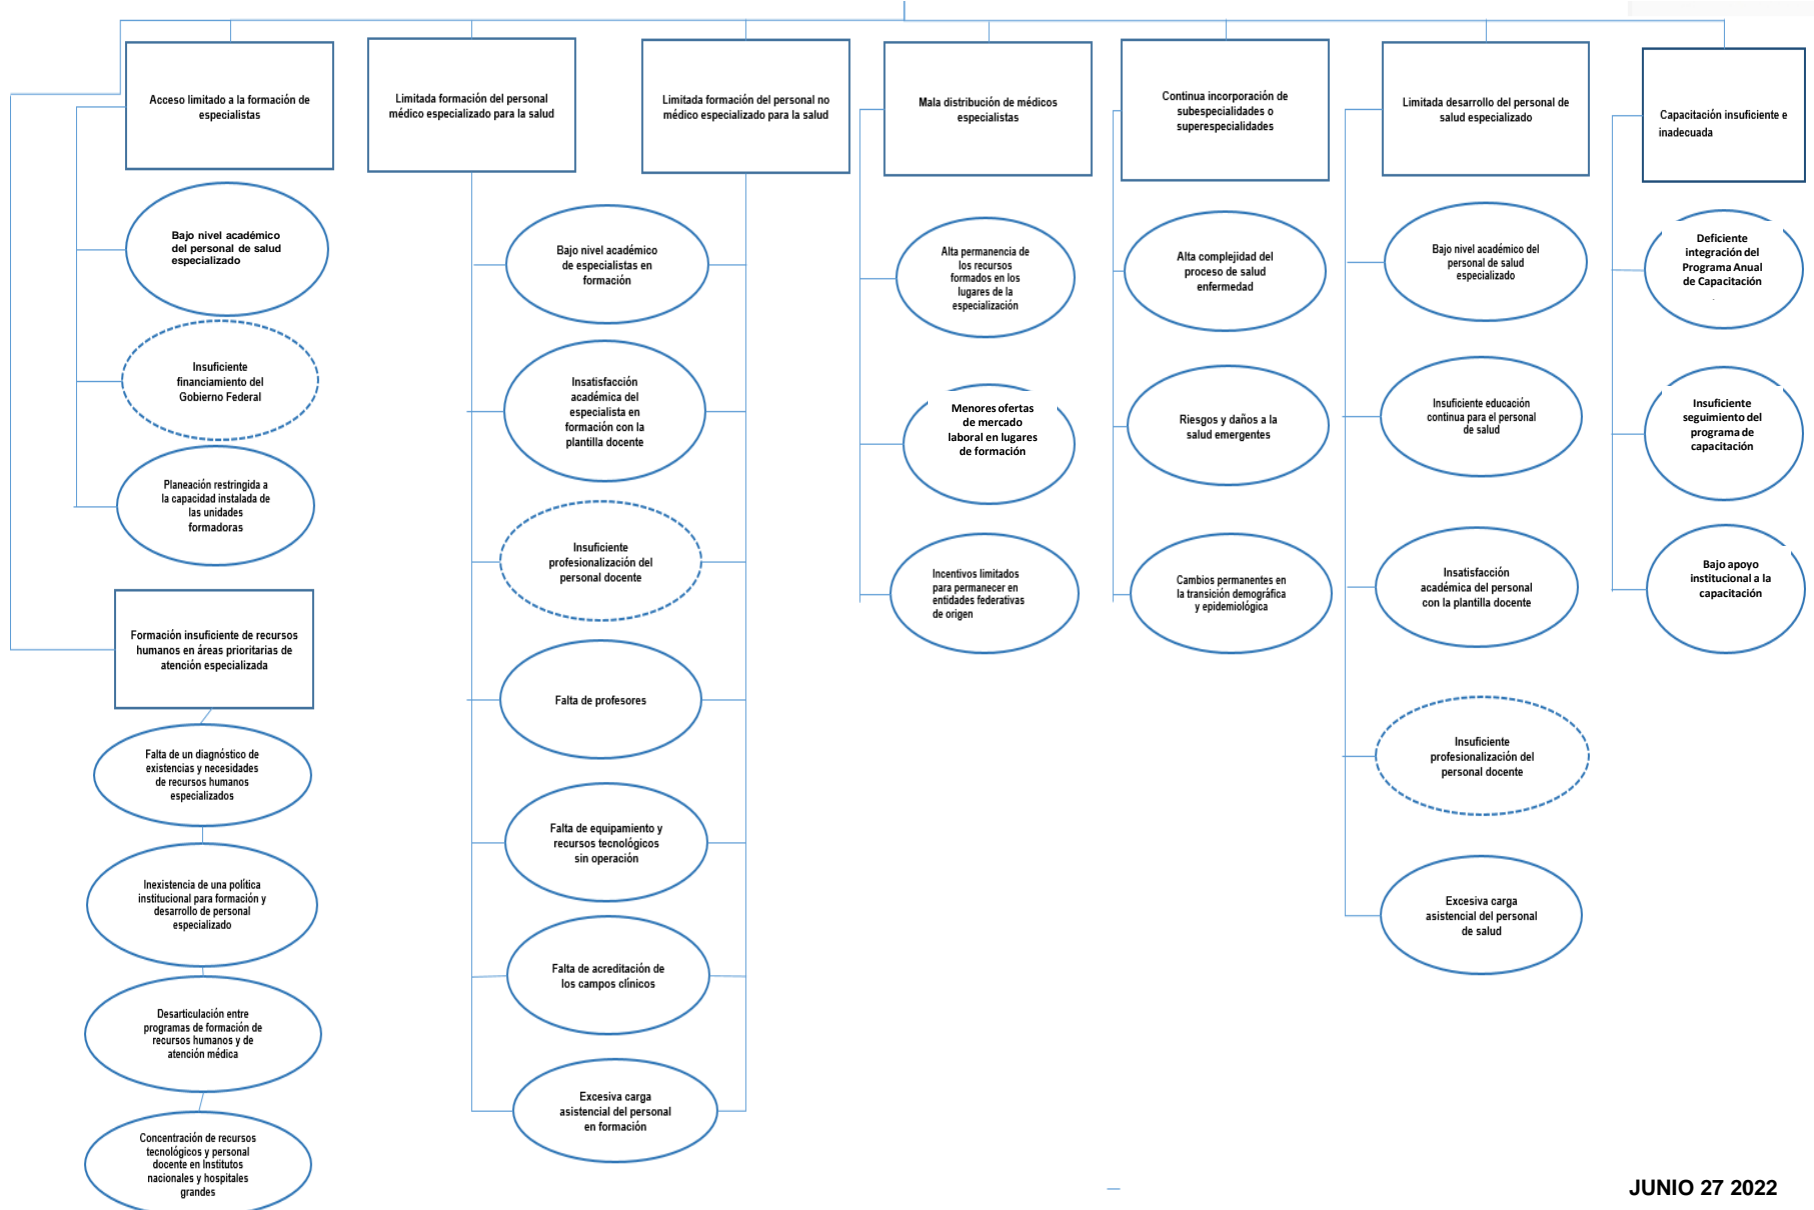 Acceso limitado a la formación de
especialistas
Bajo nivel académico
del personal de salud
especializado
Insuficiente
financiamiento del
Gobierno Federal
Planeación restringida a
la capacidad instalada de
las unidades
formadoras
Formación insuficiente de recursos
humanos en áreas prioritarias de
atención especializada
Falta de un diagnóstico de
existencias y necesidades
de recursos humanos
especializados
Inexistencia de una política
institucional para formación y
desarrollo de personal
especializado
Desarticulación entre
programas de formación de
recursos humanos y de
atención médica
Concentración de recursos
tecnológicos y personal
docente en Institutos
nacionales y hospitales
grandes
Limitada formación del personal
médico especializado para la salud
Limitada formación del personal no
médico especializado para la salud
Bajo nivel académico
de especialistas en
formación
Insatisfacción
académica del
especialista en
formación con la
plantilla docente
Insuficiente
profesionalización del
personal docente
Falta de profesores
Falta de equipamiento y
recursos tecnológicos
sin operación
Falta de acreditación de
los campos clínicos
Excesiva carga
asistencial del personal
en formación
Mala distribución de médicos
especialistas
Alta permanencia de
los recursos
formados en los
lugares de la
especialización
Menores ofertas
de mercado
laboral en lugares
de formación
Incentivos limitados
para permanecer en
entidades federativas
de origen
Continua incorporación de
subespecialidades o
superespecialidades
Alta complejidad del
proceso de salud
enfermedad
Riesgos y daños a la
salud emergentes
Cambios permanentes en
la transición demográfica
y epidemiológica
Limitada desarrollo del personal de
salud especializado
Bajo nivel académico del
personal de salud
especializado
Insuficiente educación
continua para el personal
de salud
Insatisfacción
académica del personal
con la plantilla docente
Insuficiente
profesionalización del
personal docente
Excesiva carga
asistencial del personal
de salud
Capacitación insuficiente e
inadecuada
Deficiente
integración del
Programa Anual
de Capacitación
Insuficiente
seguimiento del
programa de
capacitación
Bajo apoyo
institucional a la
capacitación
JUNIO 27 2022